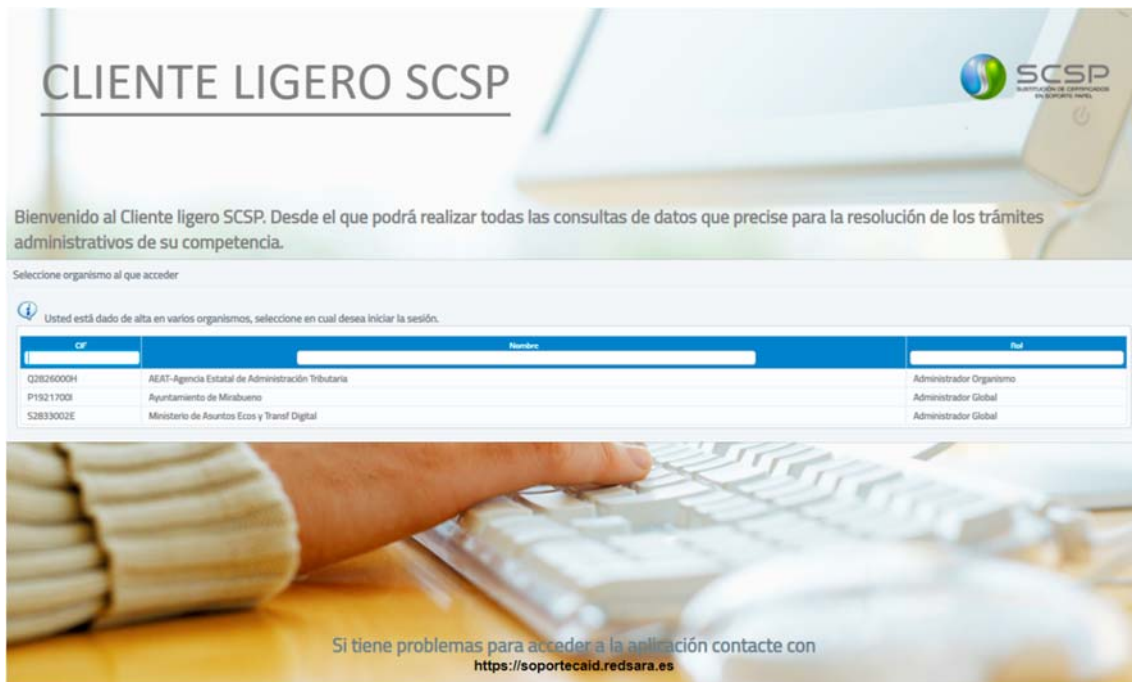 CLIENTE LIGERO SCSP
SCSP
SUSTITUCIÓN DE CERTIFICADOS
EN SOPORTE PAPEL
Bienvenido al Cliente ligero SCSP. Desde el que podrá realizar todas las consultas de datos que precise para la resolución de los trámites
administrativos de su competencia.
Seleccione organismo al que acceder
Usted está dado de alta en varios organismos, seleccione en cual desea iniciar la sesión.
CIF Nombre Rol
Q2826000H AEAT-Agencia Estatal de Administración Tributaria Administrador Organismo
P1921700I Ayuntamiento de Mirabueno Administrador Global
S2833002E Ministerio de Asuntos Ecos y Transf Digital Administrador Global
Si tiene problemas para acceder a la aplicación contacte con
https://soportecaid.redsara.es